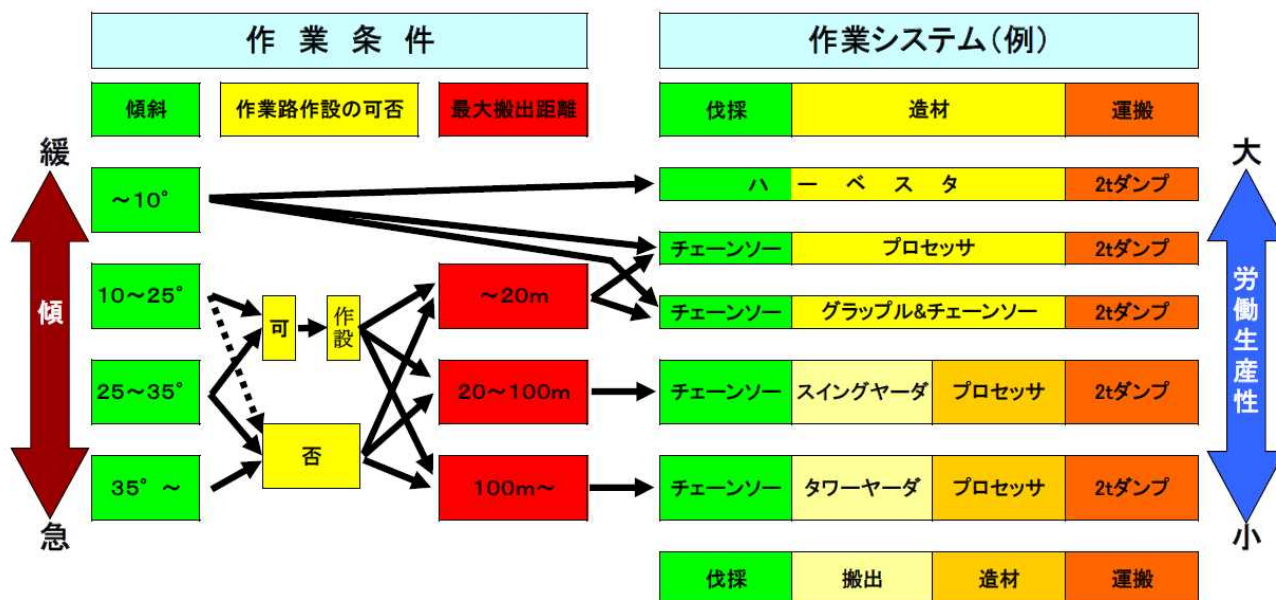 作業条件
作業システム(例)
傾斜
作業路作設の可否
最大搬出距離
伐採
造材
運搬
緩
大
~10°
ハーベスタ
2tダンプ
チェーンソー
プロセッサ
2tダンプ
10~25°
可
作設
~20m
チェーンソー
グラップル&チェーンソー
2tダンプ
傾
労働生産性
25~35°
20~100m
チェーンソー
スイングヤーダ
プロセッサ
2tダンプ
否
35°~
100m~
チェーンソー
タワーヤーダ
プロセッサ
2tダンプ
急
小
伐採
搬出
造材
運搬